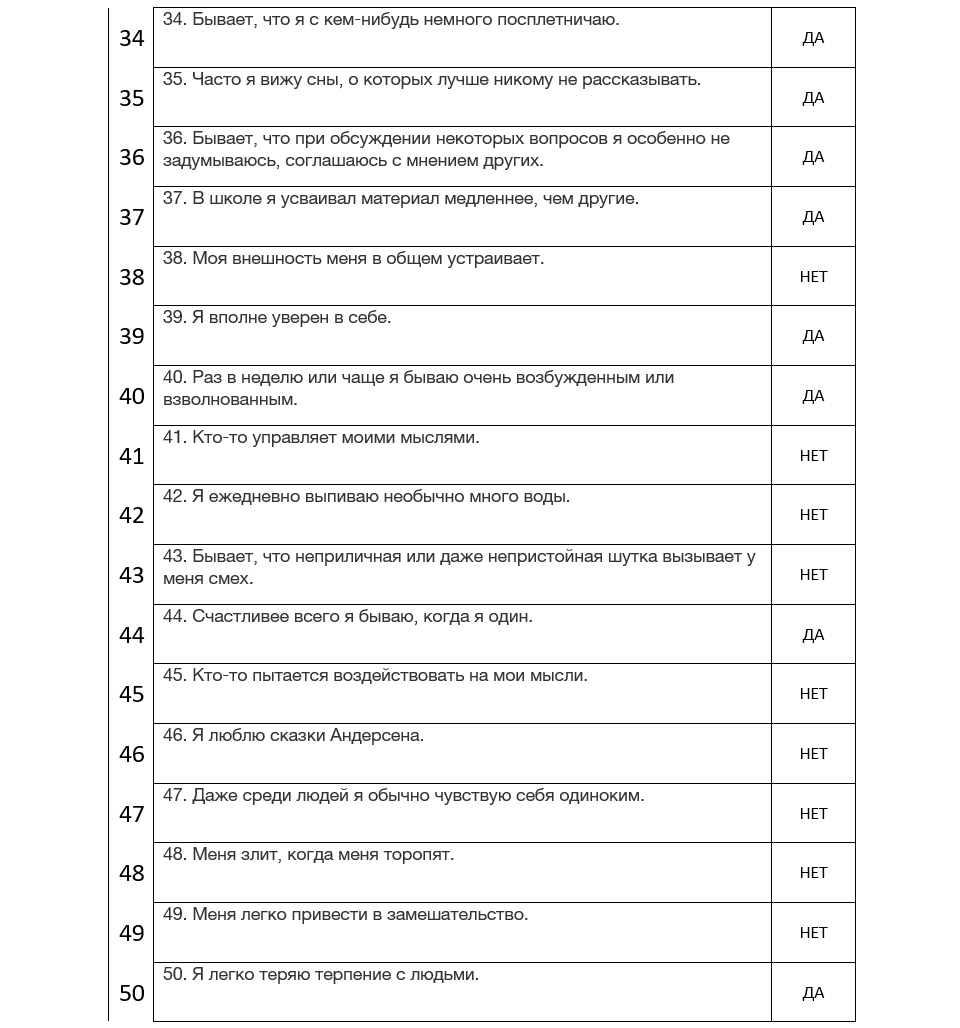 34
34. Бывает, что я с кем-нибудь немного посплетничаю.
ДА
35
35. Часто я вижу сны, о которых лучше никому не рассказывать.
ДА
36
36. Бывает, что при обсуждении некоторых вопросов я особенно не
задумываюсь, соглашаюсь с мнением других.
ДА
37
37. В школе я усваивал материал медленнее, чем другие.
ДА
38
38. Моя внешность меня в общем устраивает.
НЕТ
39
39. Я вполне уверен в себе.
ДА
40
40. Раз в неделю или чаще я бываю очень возбужденным или
взволнованным.
ДА
41
41. Кто-то управляет моими мыслями.
НЕТ
42
42. Я ежедневно выпиваю необычно много воды.
НЕТ
43
43. Бывает, что неприличная или даже непристойная шутка вызывает у
меня смех.
НЕТ
44
44. Счастливее всего я бываю, когда я один.
ДА
45
45. Кто-то пытается воздействовать на мои мысли.
НЕТ
46
46. Я люблю сказки Андерсена.
НЕТ
47
47. Даже среди людей я обычно чувствую себя одиноким.
НЕТ
48
48. Меня злит, когда меня торопят.
НЕТ
49
49. Меня легко привести в замешательство.
НЕТ
50
50. Я легко теряю терпение с людьми.
ДА